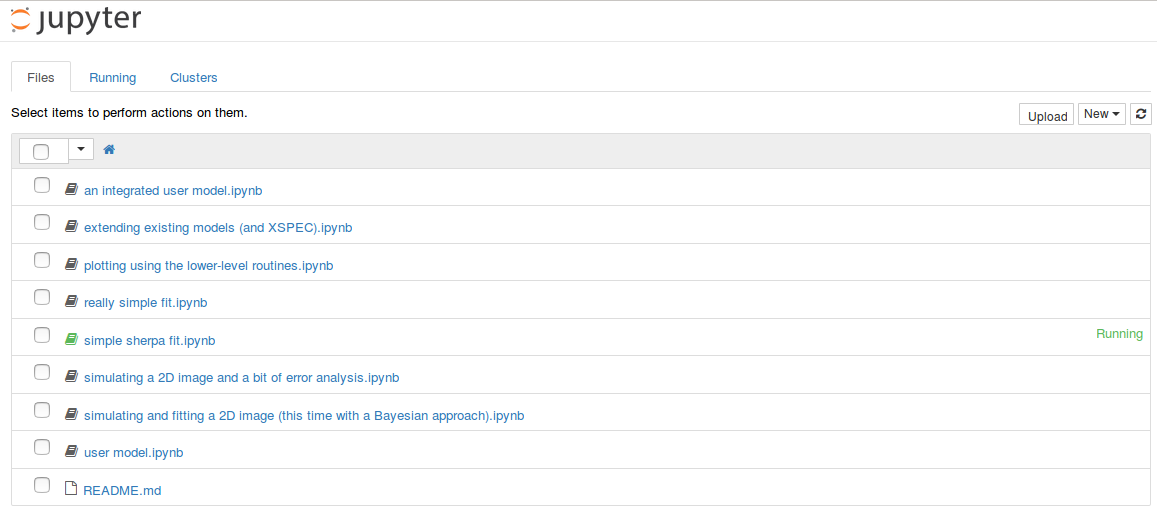 jupyter
Files Running Clusters
Select items to perform actions on them. Upload New
an integrated user model.ipynb
extending existing models (and XSPEC).ipynb
plotting using the lower-level routines.ipynb
really simple fit.ipynb
simple sherpa fit.ipynb Running
simulating a 2D image and a bit of error analysis.ipynb
simulating and fitting a 2D image (this time with a Bayesian approach).ipynb
user model.ipynb
README.md